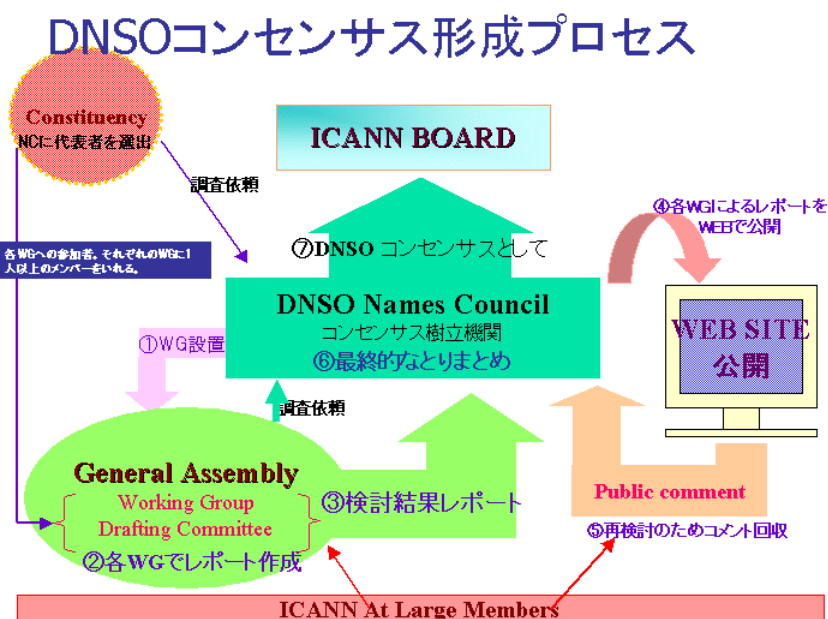 DNSOコンセンサス形成プロセス
Constituency
NCに代表者を選出
ICANN BOARD
調査依頼
④各WGによるレポートを
WEBで公開
各WGへの参加者。それぞれのWGに1
人以上のメンバーをいれる。
⑦DNSO コンセンサスとして
DNSO Names Council
コンセンサス樹立機関
⑥最終的なとりまとめ
WEB SITE
公開
①WG設置
調査依頼
General Assembly
Working Group
Drafting Committee
②各WGでレポート作成
③検討結果レポート
Public comment
⑤再検討のためコメント回収
ICANN At Large Members